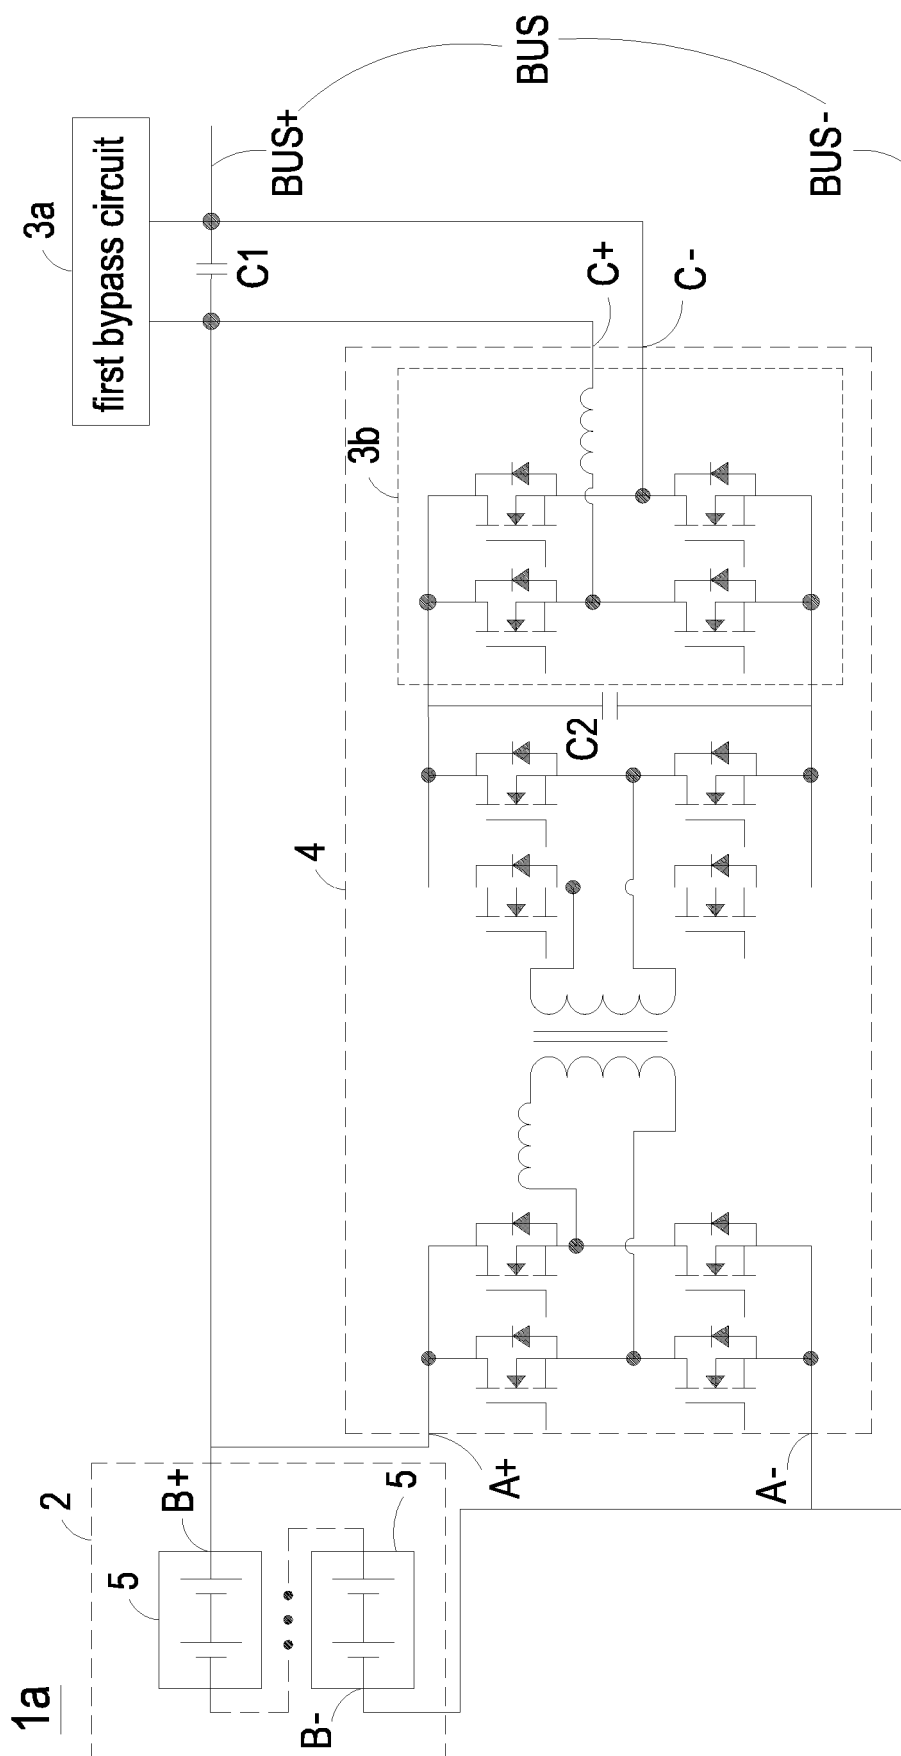 1a
2
5
B+
5
B-
A+
A-
4
3b
C2
C+
C-
3a
first bypass circuit
C1
BUS+
BUS
BUS-